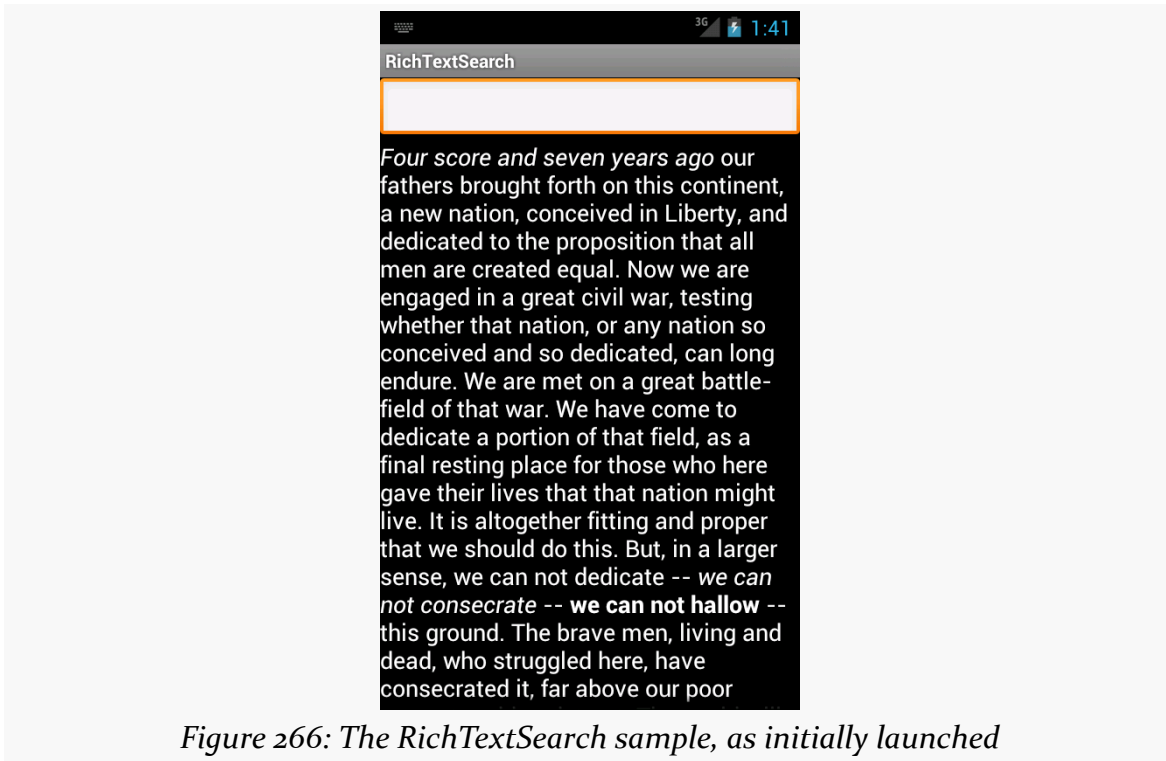 3G 1:41
RichTextSearch
Four score and seven years ago our
fathers brought forth on this continent,
a new nation, conceived in Liberty, and
dedicated to the proposition that all
men are created equal. Now we are
engaged in a great civil war, testing
whether that nation, or any nation so
conceived and so dedicated, can long
endure. We are met on a great battle-
field of that war. We have come to
dedicate a portion of that field, as a
final resting place for those who here
gave their lives that that nation might
live. It is altogether fitting and proper
that we should do this. But, in a larger
sense, we can not dedicate -- we can
not consecrate -- we can not hallow --
this ground. The brave men, living and
dead, who struggled here, have
consecrated it, far above our poor
Figure 266: The RichTextSearch sample, as initially launched